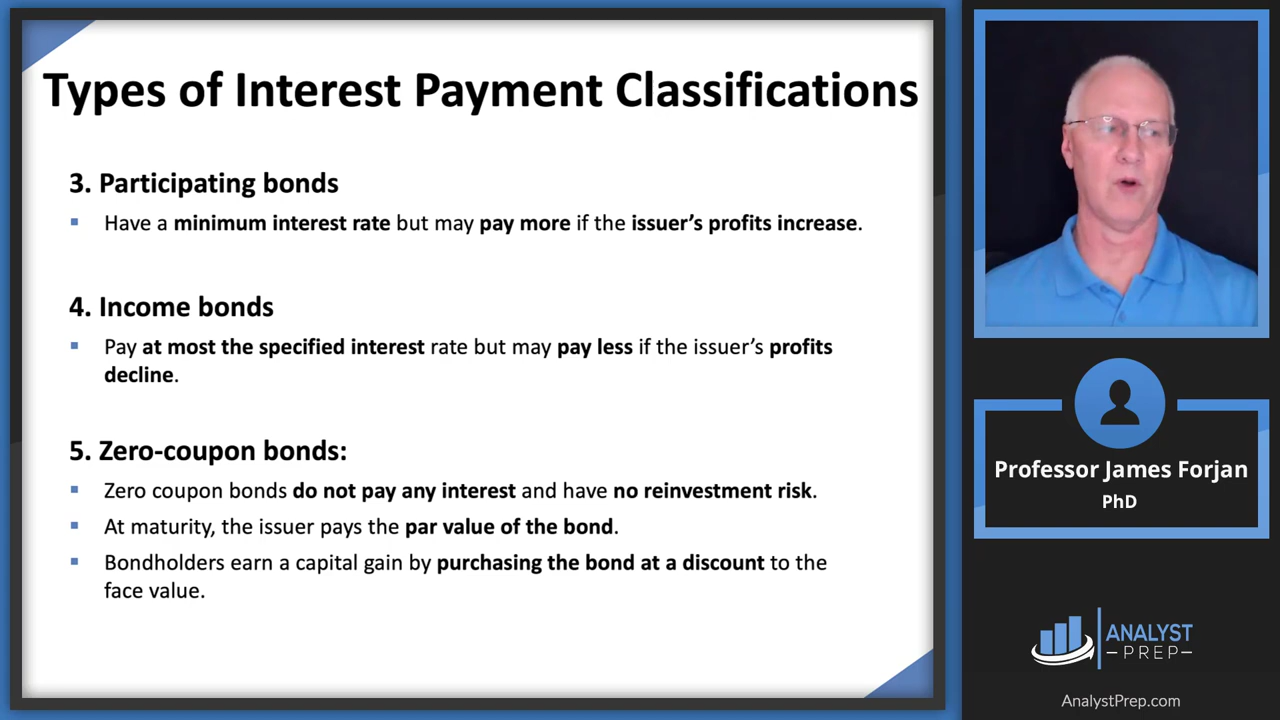 Types of Interest Payment Classifications
3. Participating bonds
▪ Have a minimum interest rate but may pay more if the issuer’s profits increase.
4. Income bonds
▪ Pay at most the specified interest rate but may pay less if the issuer’s profits
decline.
5. Zero-coupon bonds:
▪ Zero coupon bonds do not pay any interest and have no reinvestment risk.
▪ At maturity, the issuer pays the par value of the bond.
▪ Bondholders earn a capital gain by purchasing the bond at a discount to the
face value.
Professor James Forjan
PhD
ANALYST
–PREP–
AnalystPrep.com